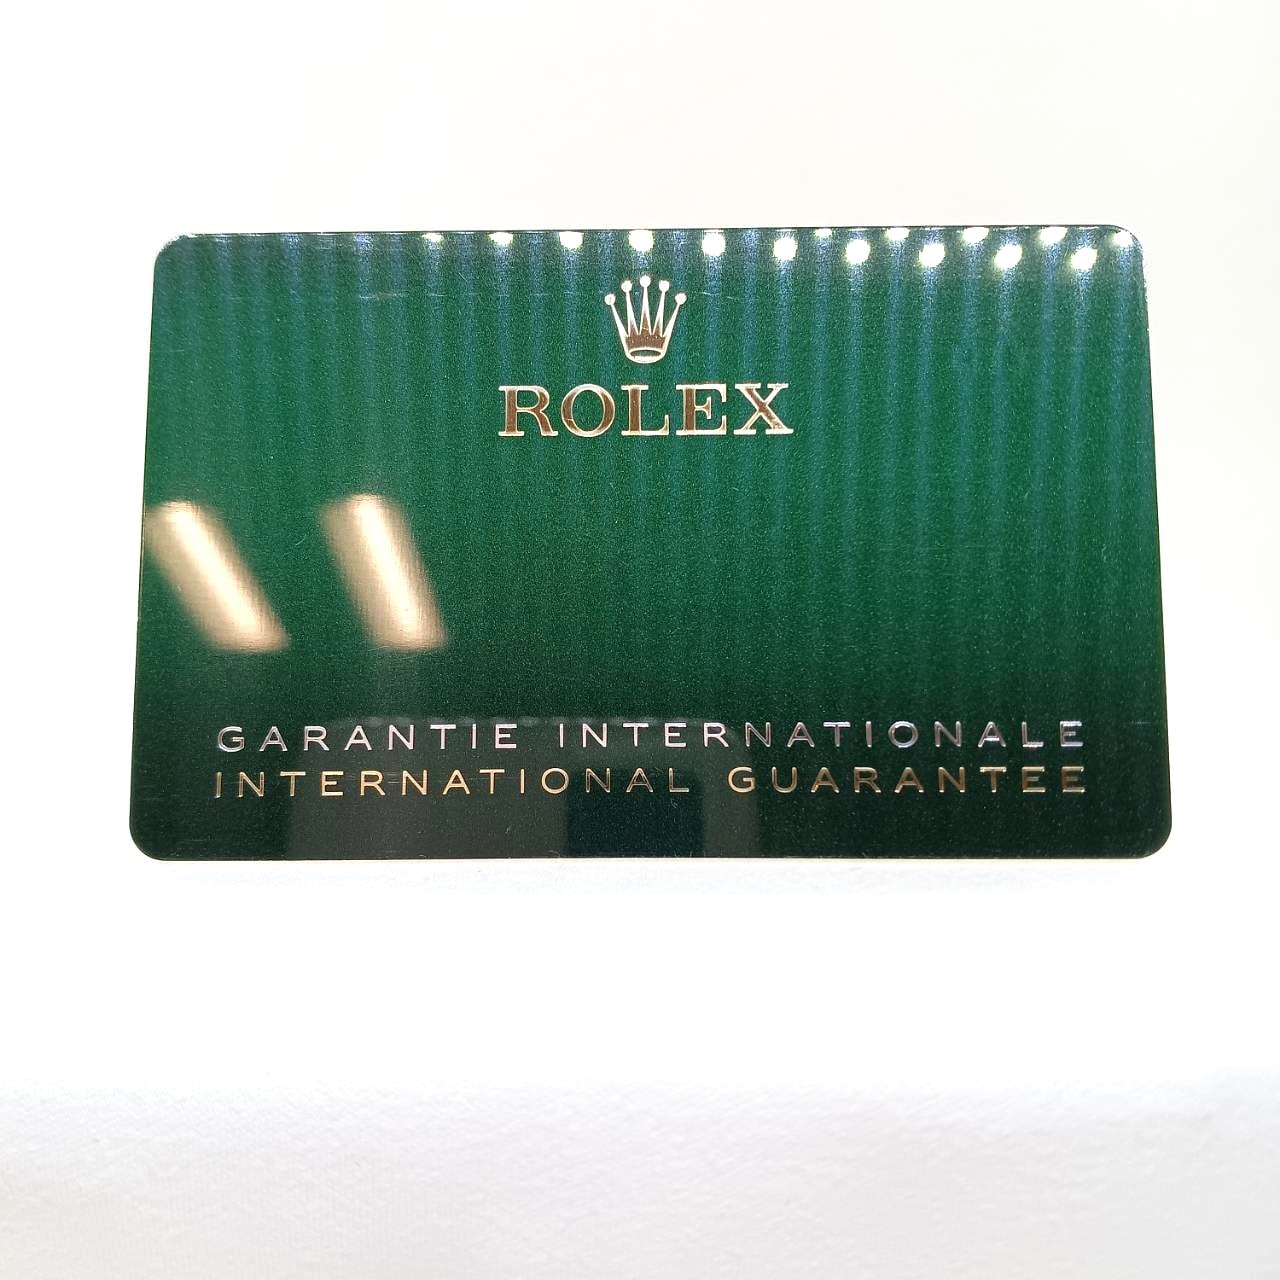 ROLEX
GARANTIE INTERNATIONALE
INTERNATIONAL GUARANTEE